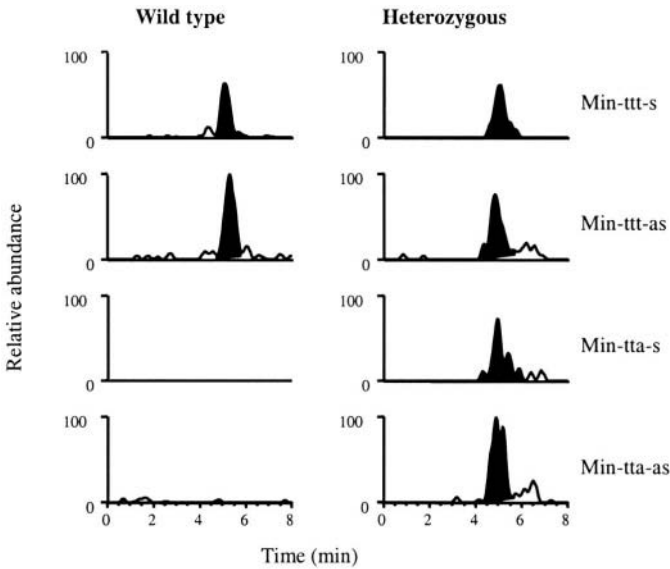 Wild type
Heterozygous
100
0
100
0
Min-ttt-s
100
0
100
0
Min-ttt-as
100
0
100
0
Min-tta-s
100
0
100
0
Min-tta-as
0 2 4 6 8
0 2 4 6 8
Relative abundance
Time (min)